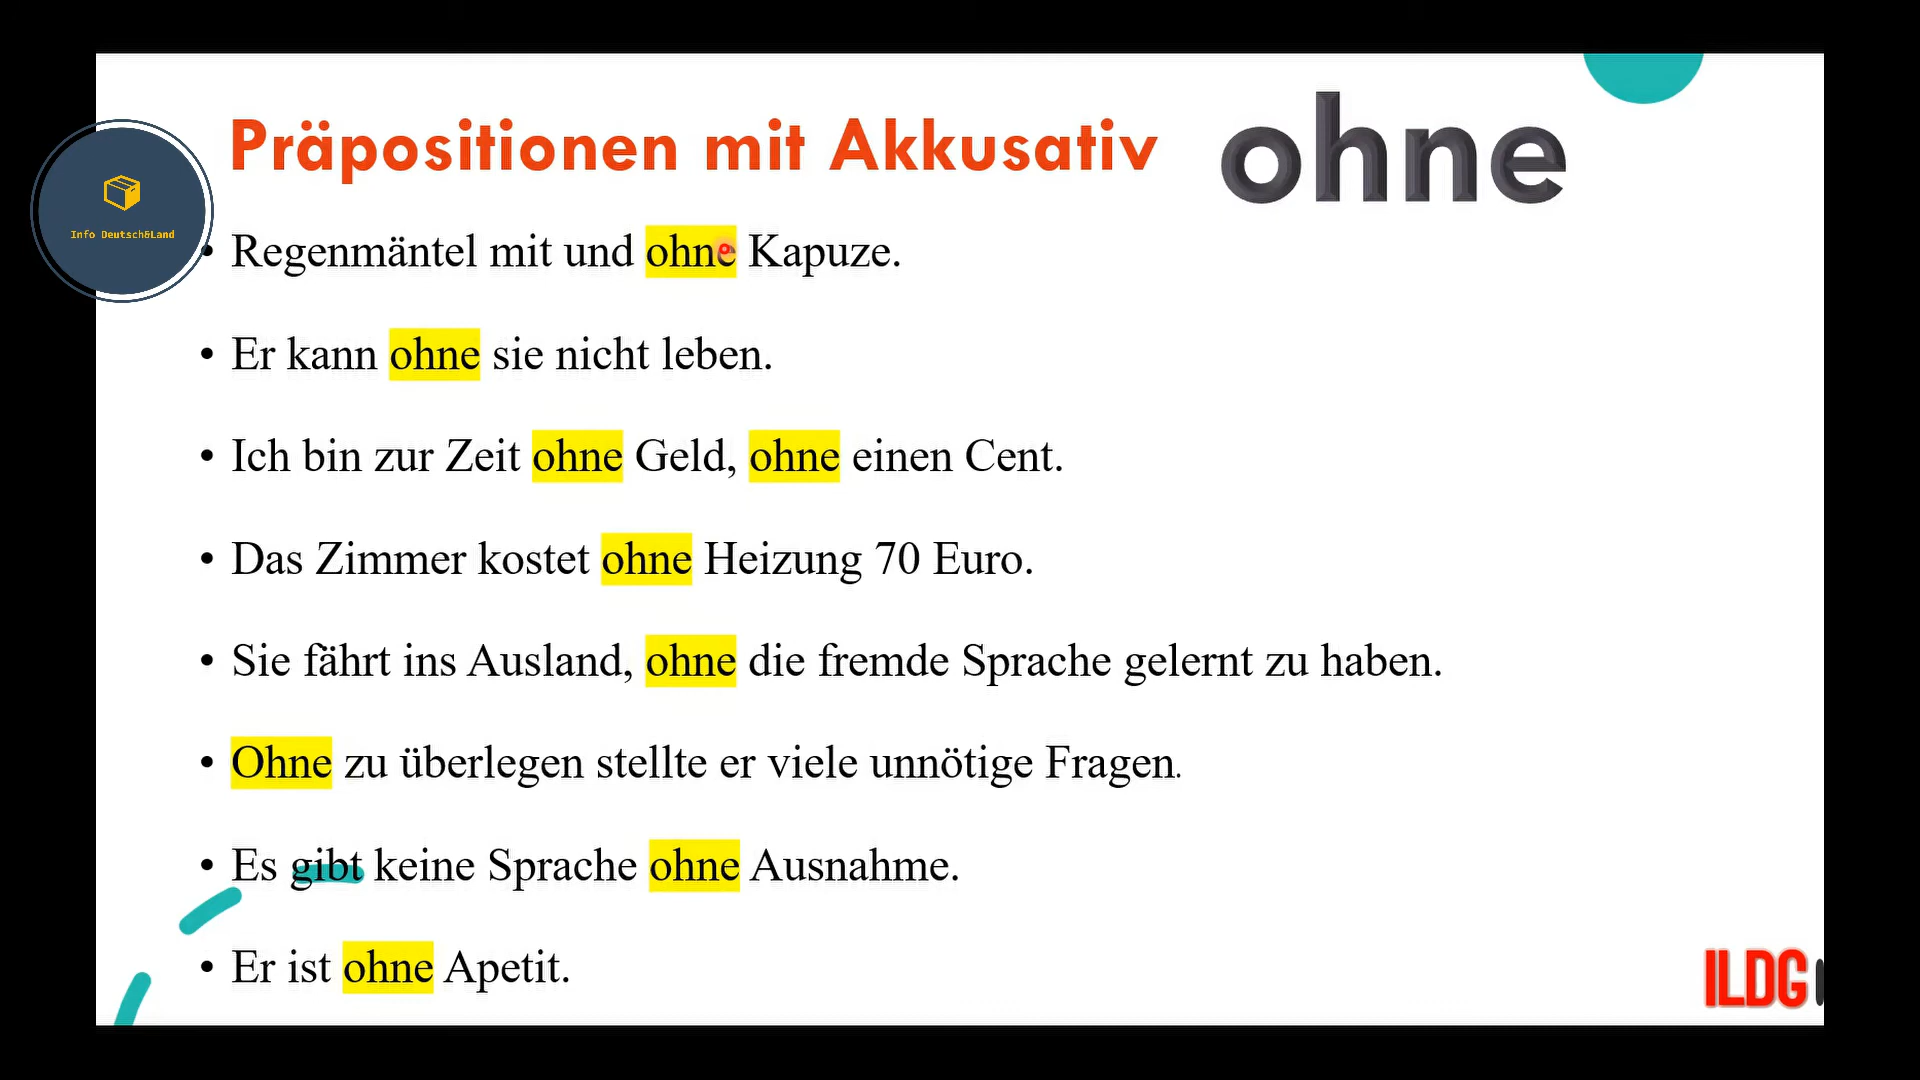 Präpositionen mit Akkusativ
ohne
Info Deutsch&Land
• Regenmäntel mit und ohne Kapuze.
• Er kann ohne sie nicht leben.
• Ich bin zur Zeit ohne Geld, ohne einen Cent.
• Das Zimmer kostet ohne Heizung 70 Euro.
• Sie fährt ins Ausland, ohne die fremde Sprache gelernt zu haben.
• Ohne zu überlegen stellte er viele unnötige Fragen.
• Es gibt keine Sprache ohne Ausnahme.
• Er ist ohne Apetit.
ILDG